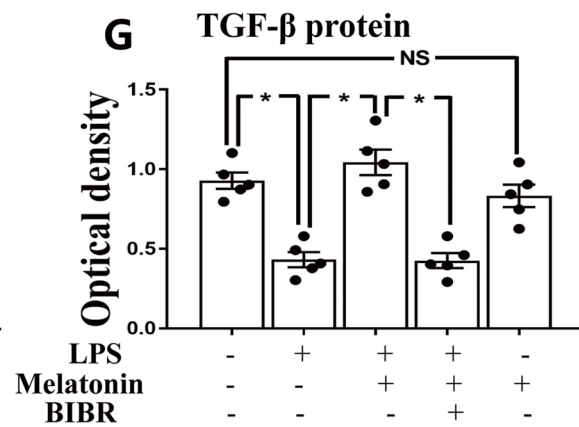 G
TGF-β protein
NS
* * *
Optical density
1.5
1.0
0.5
0.0
LPS - + + + -
Melatonin - - + + +
BIBR - - - + -